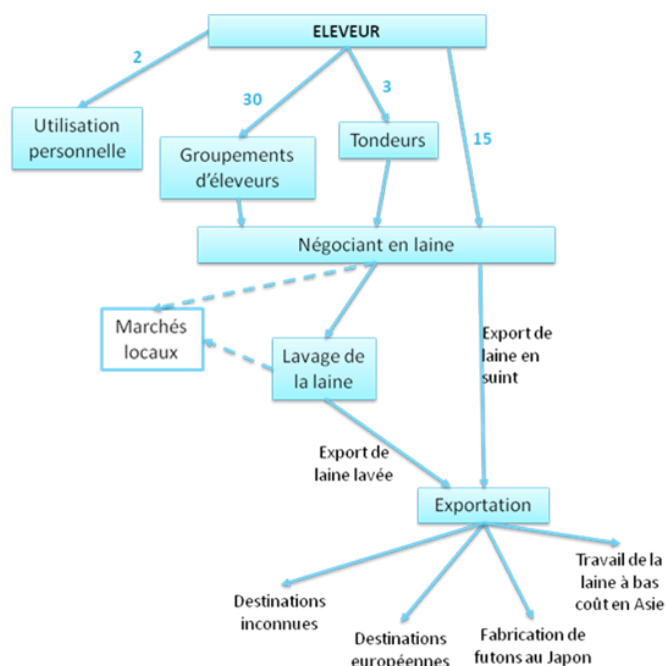 ELEVEUR
2
30
3
15
Utilisation
personnelle
Groupements
d'éleveurs
Tondeurs
Négociant en laine
Marchés
locaux
Lavage de
la laine
Export de
laine en
suint
Export de
laine lavée
Exportation
Destinations
inconnues
Destinations
européennes
Fabrication de
futons au Japon
Travail de la
laine à bas
coût en Asie